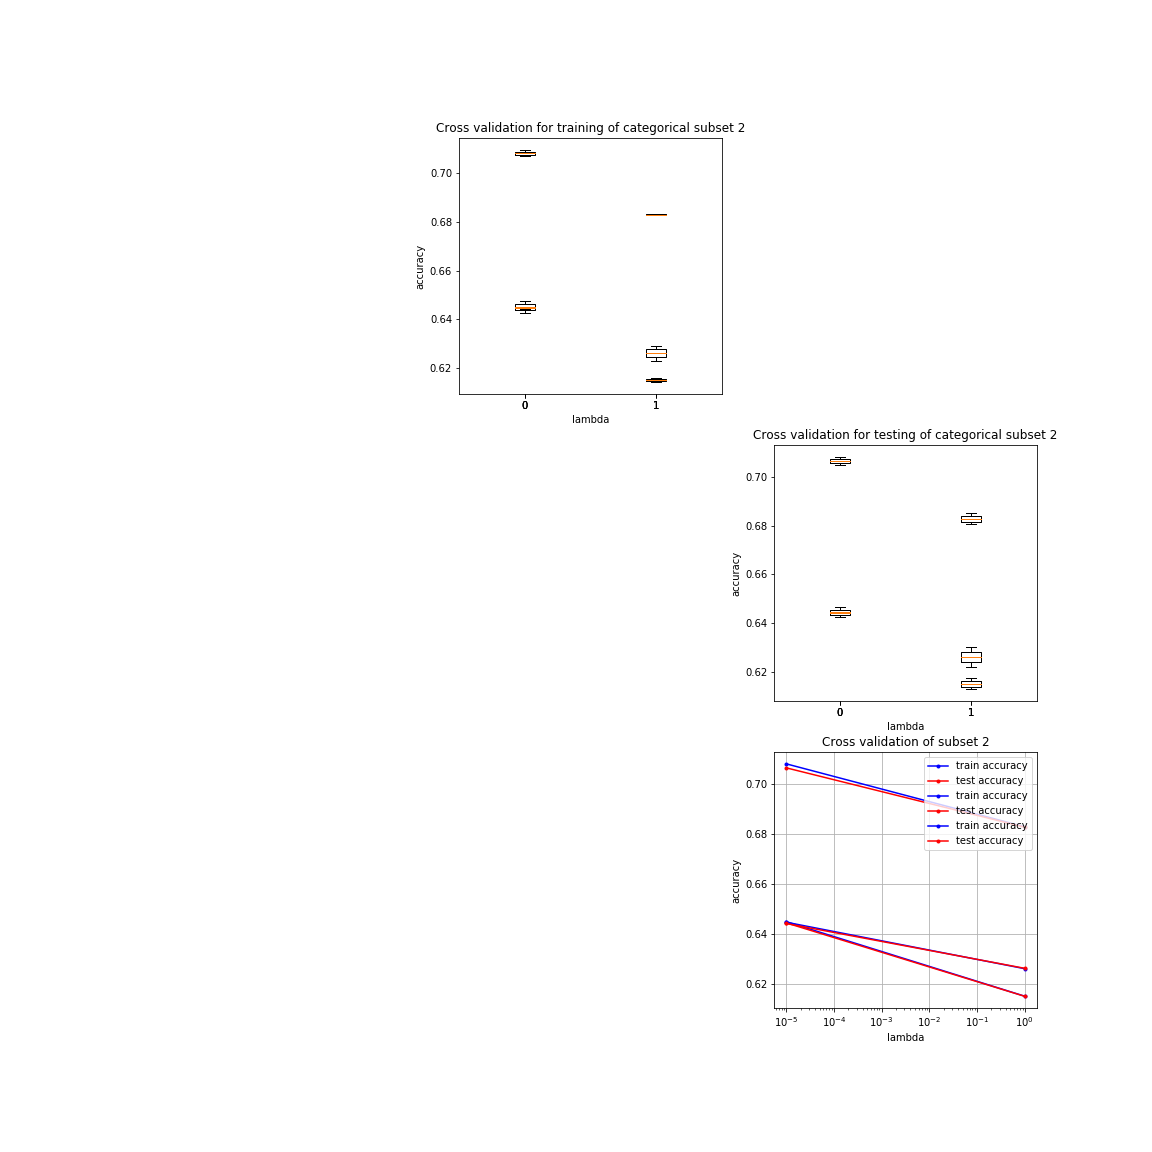 Cross validation for training of categorical subset 2
0.70
0.68
0.66
0.64
0.62
accuracy
0 1
lambda
Cross validation for testing of categorical subset 2
0.70
0.68
0.66
0.64
0.62
accuracy
0 1
lambda
Cross validation of subset 2
train accuracy
test accuracy
train accuracy
test accuracy
train accuracy
test accuracy
0.70
0.68
0.66
0.64
0.62
accuracy
10⁻⁵ 10⁻⁴ 10⁻³ 10⁻² 10⁻¹ 10⁰
lambda